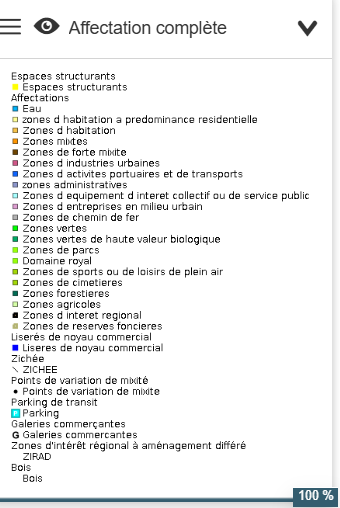 Affectation complète
Espaces structurants
Espaces structurants
Affectations
Eau
zones d habitation a predominance residentielle
Zones d habitation
Zones mixtes
Zones de forte mixite
Zones d industries urbaines
Zones d activites portuaires et de transports
zones administratives
Zones d equipement d interet collectif ou de service public
Zones d entreprises en milieu urbain
Zones de chemin de fer
Zones vertes
Zones vertes de haute valeur biologique
Zones de parcs
Domaine royal
Zones de sports ou de loisirs de plein air
Zones de cimetieres
Zones forestieres
Zones agricoles
Zones d interet regional
Zones de reserves foncieres
Liserés de noyau commercial
Liseres de noyau commercial
Zichée
ZICHEE
Points de variation de mixité
Points de variation de mixite
Parking de transit
P Parking
Galeries commerçantes
G Galeries commercantes
Zones d'intérêt régional à aménagement différé
ZIRAD
Bois
Bois
100 %